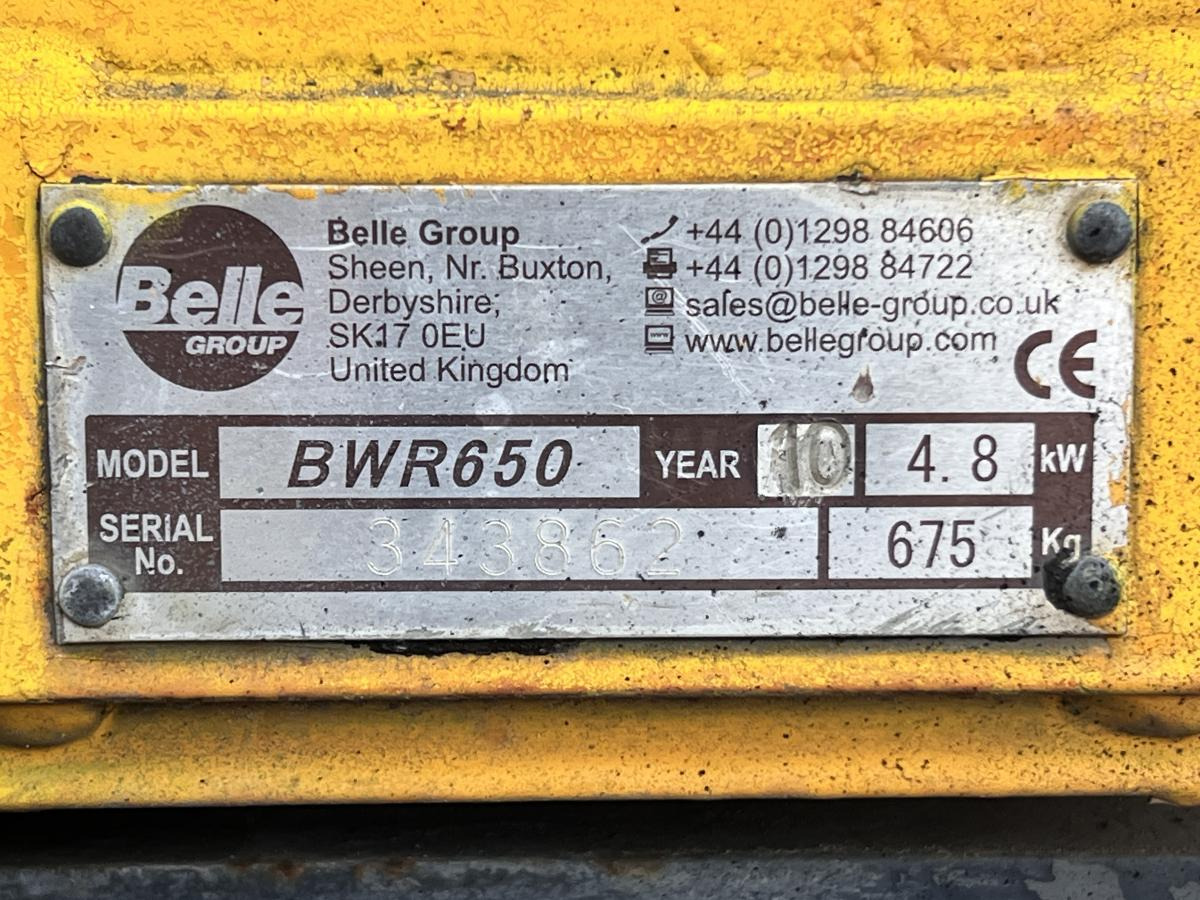 Belle
GROUP
Belle Group
Sheen, Nr. Buxton,
Derbyshire,
SK17 0EU
United Kingdom
+44 (0)1298 84606
+44 (0)1298 84722
sales@belle-group.co.uk
www.bellegroup.com
CE
MODEL BWR650 YEAR 10 4.8 kW
SERIAL No. 343862 675 Kg